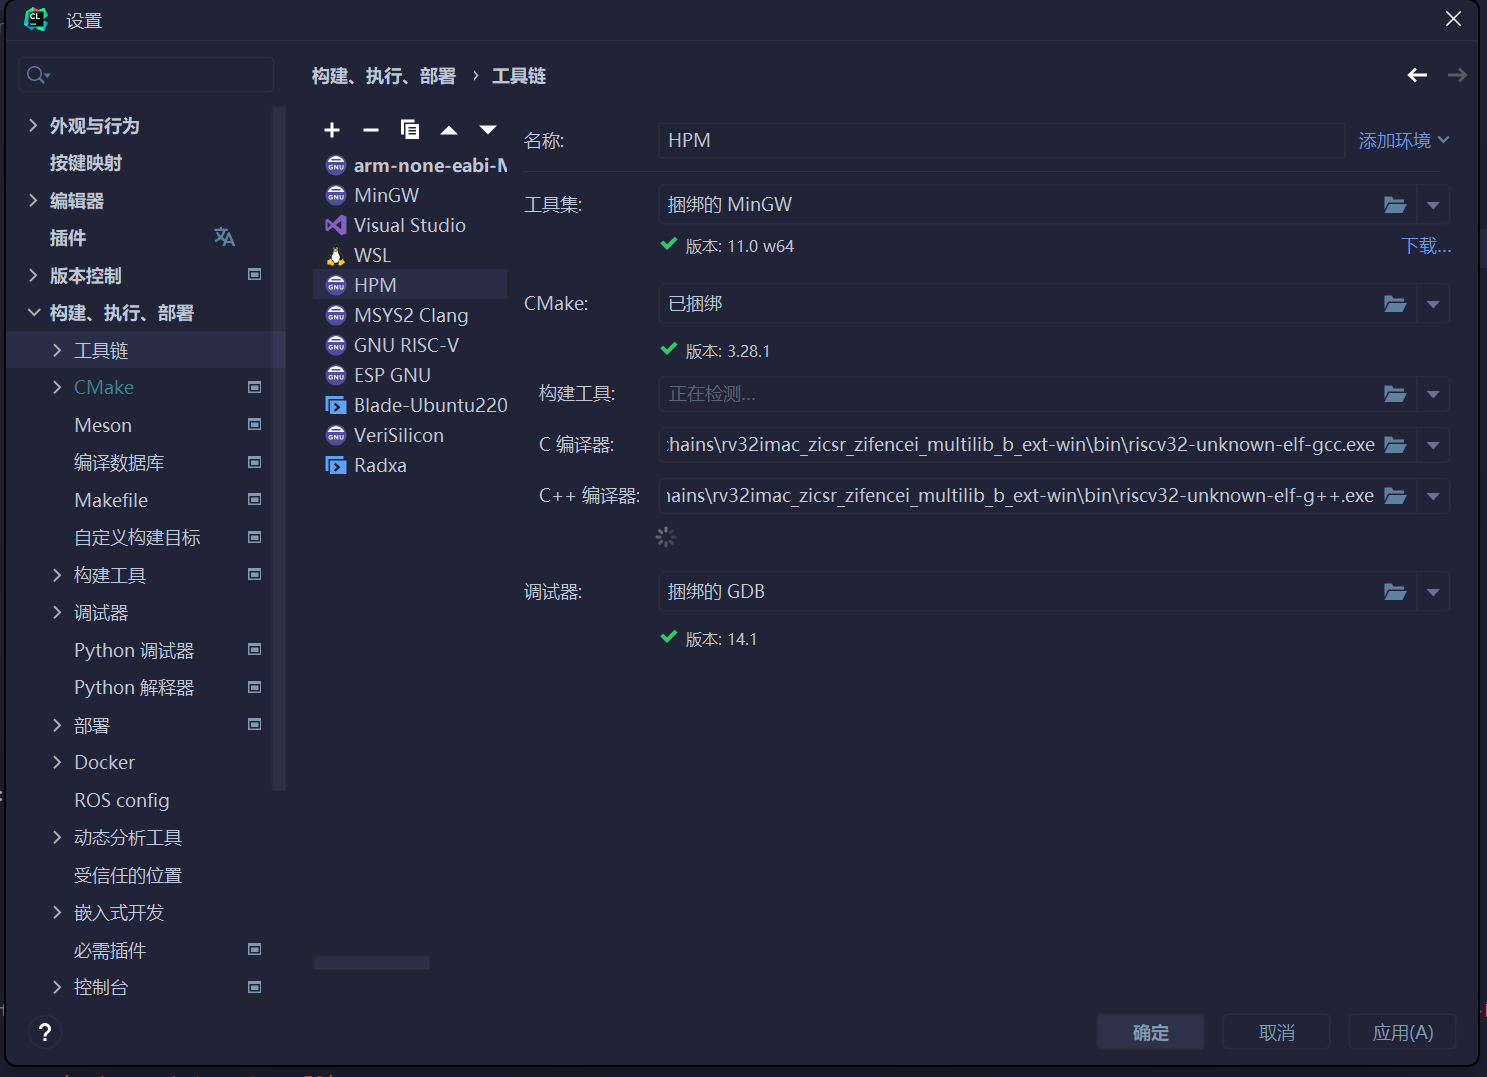 设置
构建、执行、部署 › 工具链
外观与行为
按键映射
编辑器
插件
版本控制
构建、执行、部署
工具链
CMake
Meson
编译数据库
Makefile
自定义构建目标
构建工具
调试器
Python 调试器
Python 解释器
部署
Docker
ROS config
动态分析工具
受信任的位置
嵌入式开发
必需插件
控制台
arm-none-eabi-M
MinGW
Visual Studio
WSL
HPM
MSYS2 Clang
GNU RISC-V
ESP GNU
Blade-Ubuntu220
VeriSilicon
Radxa
名称: HPM 添加环境
工具集: 捆绑的 MinGW
版本: 11.0 w64 下载...
CMake: 已捆绑
版本: 3.28.1
构建工具: 正在检测...
C 编译器: :hains\rv32imac_zicsr_zifencei_multilib_b_ext-win\bin\riscv32-unknown-elf-gcc.exe
C++ 编译器: ains\rv32imac_zicsr_zifencei_multilib_b_ext-win\bin\riscv32-unknown-elf-g++.exe
调试器: 捆绑的 GDB
版本: 14.1
? 确定 取消 应用(A)